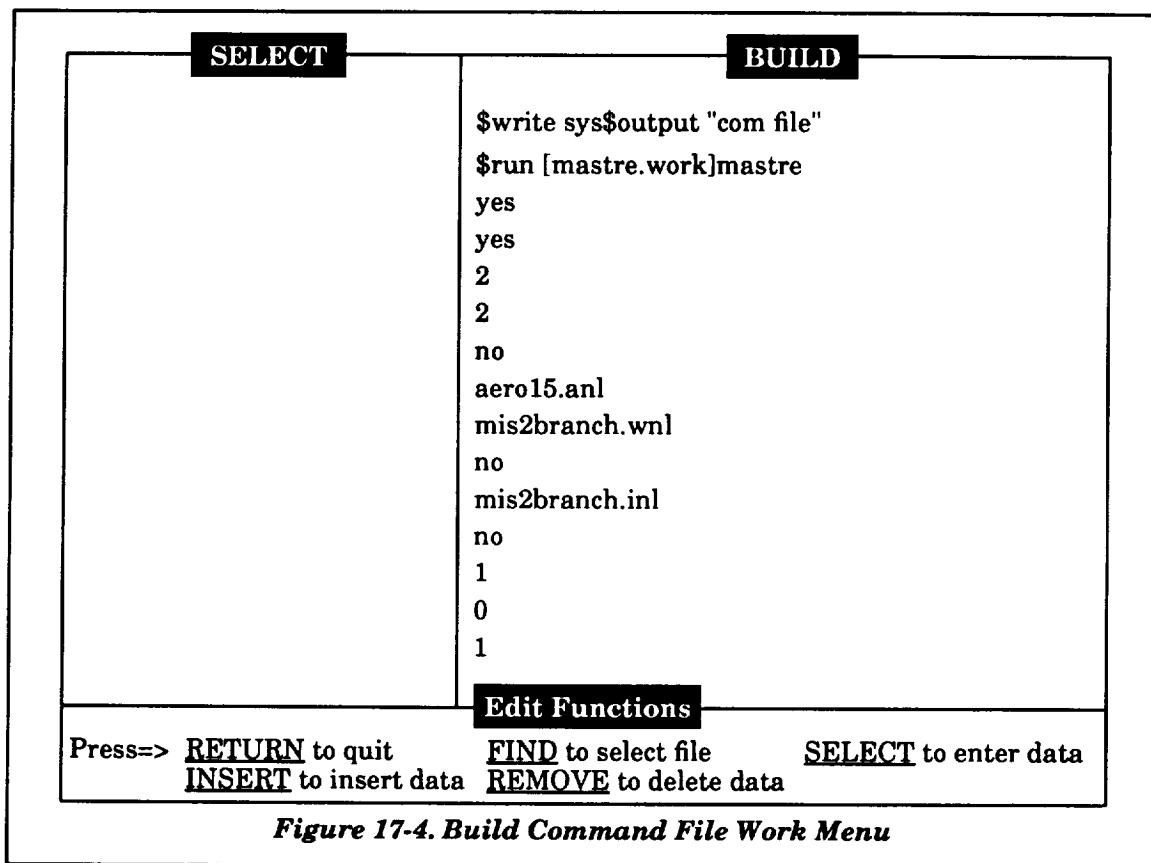 SELECT
BUILD
$write sys$output "com file"
$run [mastre.work]mastre
yes
yes
2
2
no
aero15.anl
mis2branch.wnl
no
mis2branch.inl
no
1
0
1
Edit Functions
Press=> RETURN to quit FIND to select file SELECT to enter data
INSERT to insert data REMOVE to delete data
Figure 17-4. Build Command File Work Menu